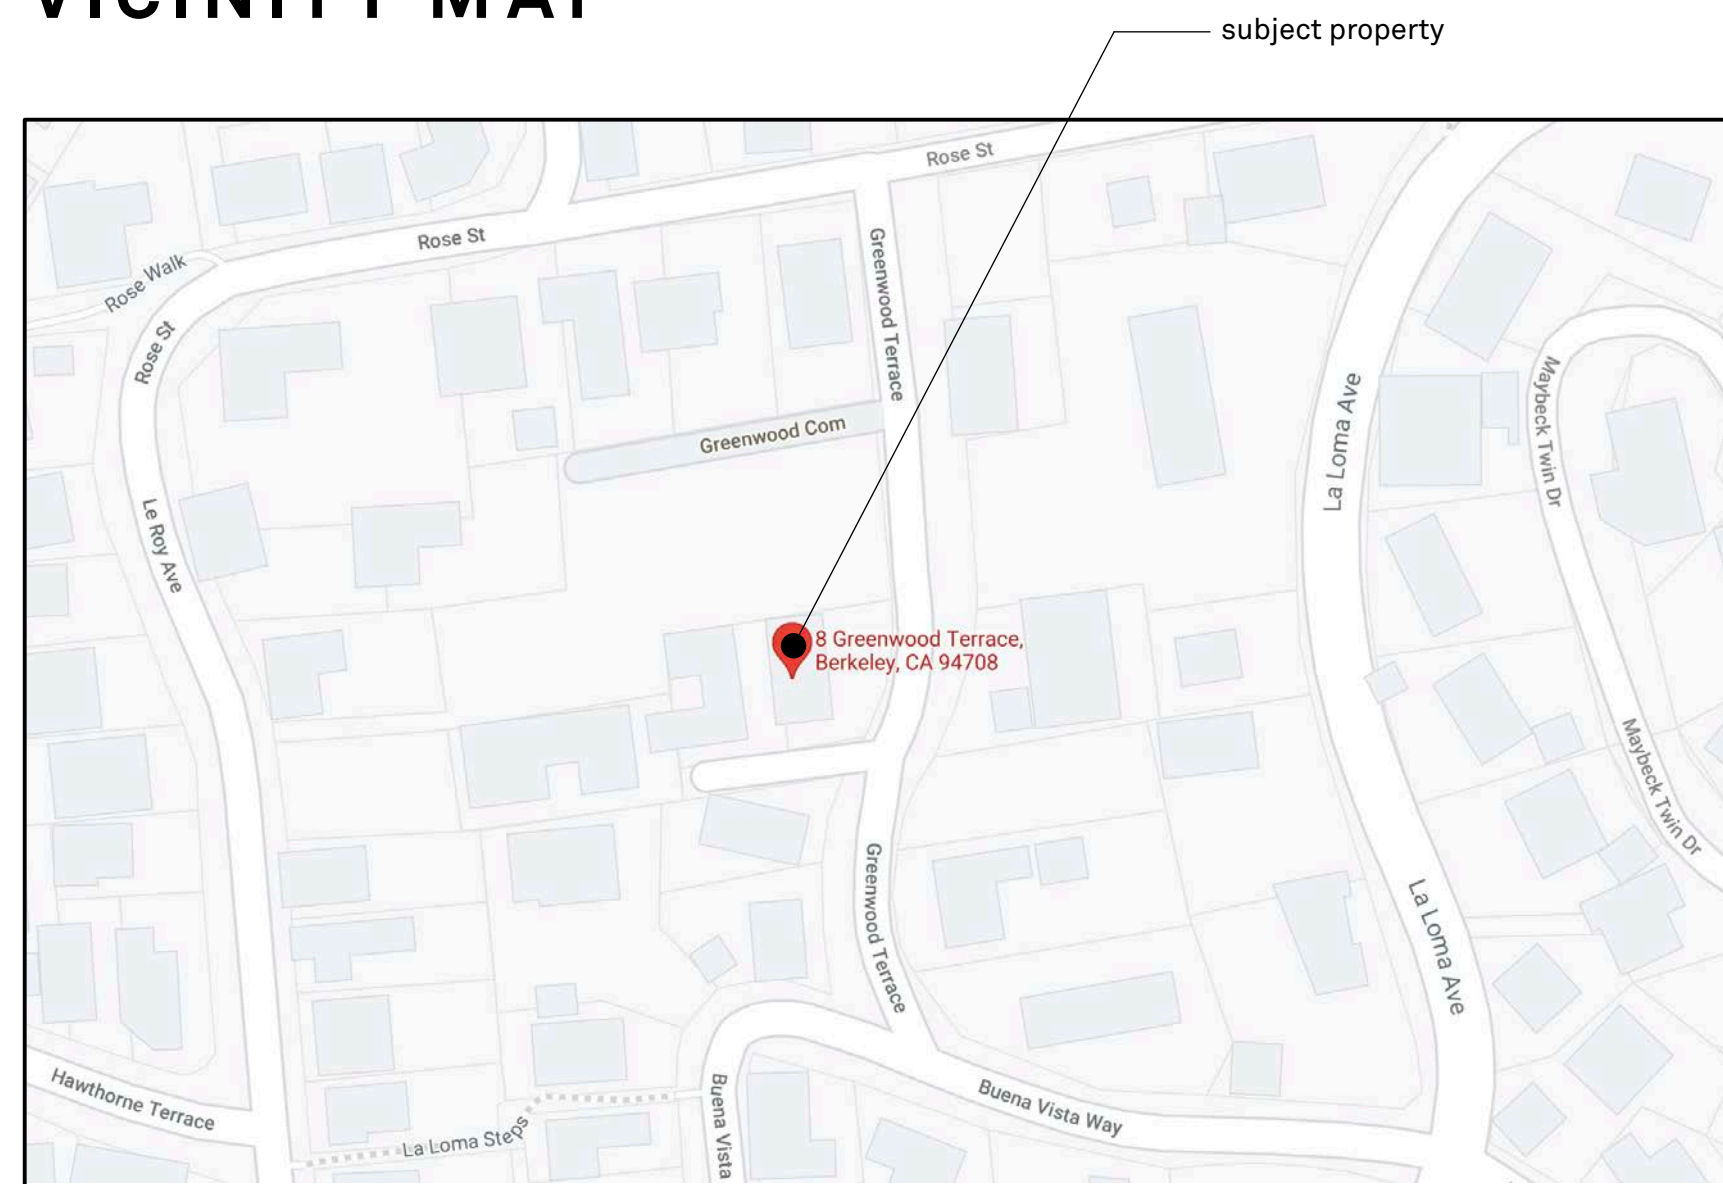 VICINITY MAP
subject property
Rose St
Rose St
Rose Walk
Rose St
Greenwood Terrace
Greenwood Com
La Loma Ave
Maybeck Twin Dr
Le Roy Ave
8 Greenwood Terrace,
Berkeley, CA 94708
Maybeck Twin Dr
Greenwood Terrace
La Loma Ave
Hawthorne Terrace
Buena Vista
Buena Vista Way
La Loma Steps